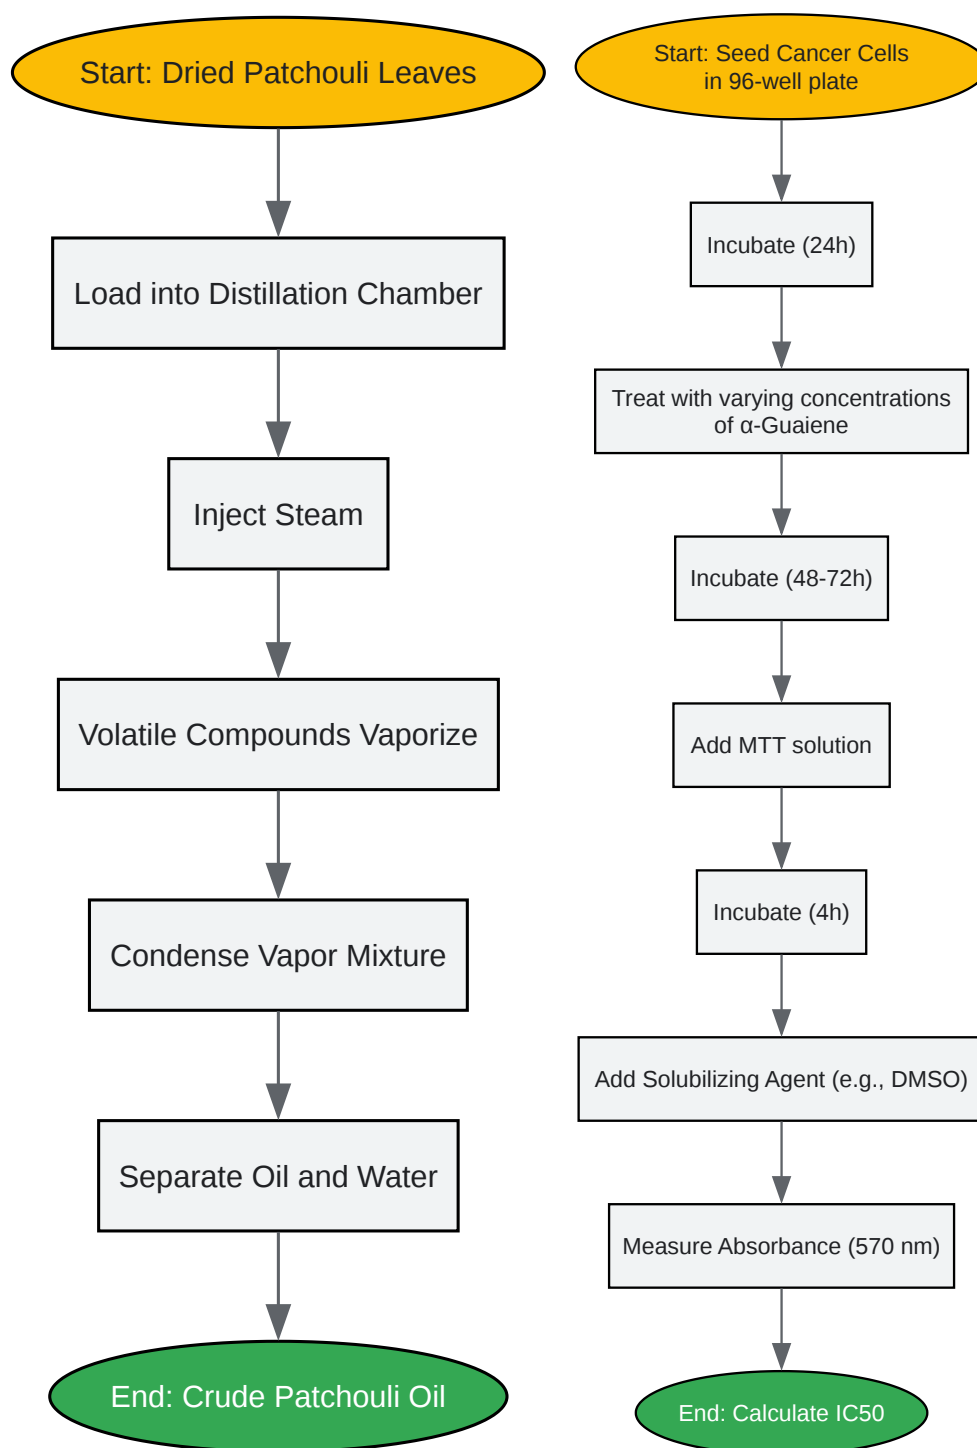 Start: Dried Patchouli Leaves
Load into Distillation Chamber
Inject Steam
Volatile Compounds Vaporize
Condense Vapor Mixture
Separate Oil and Water
End: Crude Patchouli Oil
Start: Seed Cancer Cells
in 96-well plate
Incubate (24h)
Treat with varying concentrations
of α-Guaiene
Incubate (48-72h)
Add MTT solution
Incubate (4h)
Add Solubilizing Agent (e.g., DMSO)
Measure Absorbance (570 nm)
End: Calculate IC50